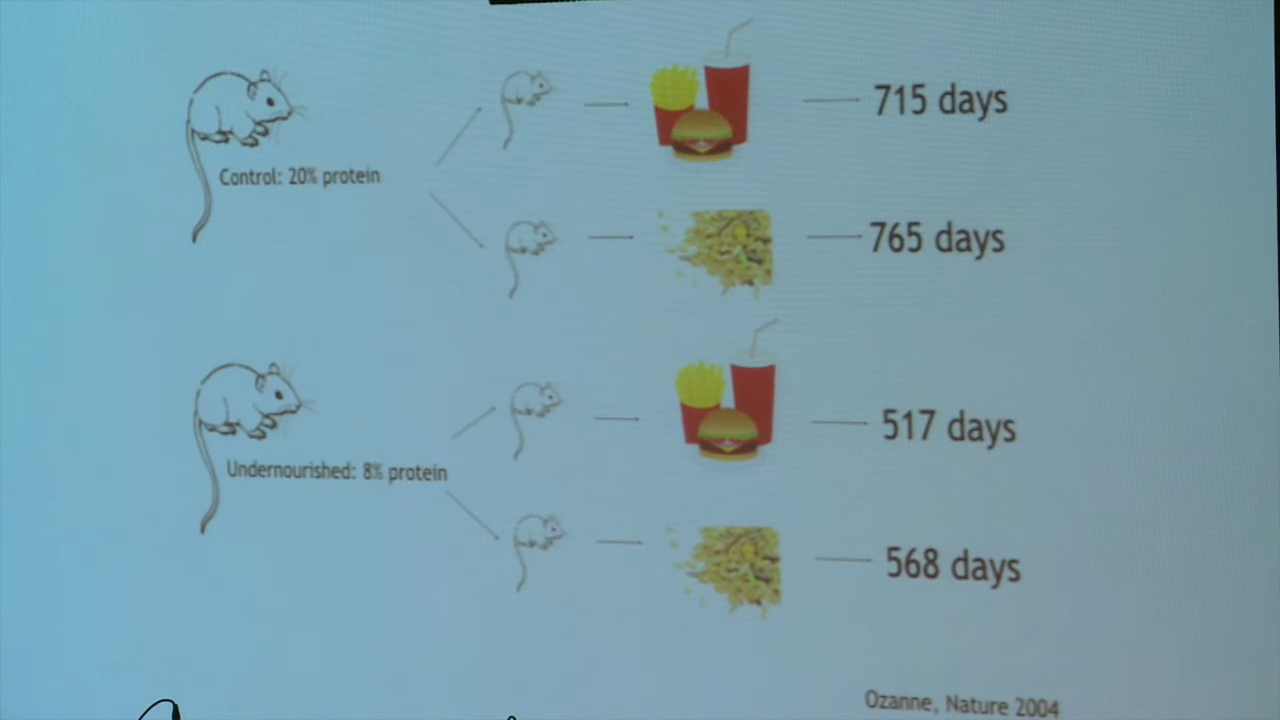 715 days
Control: 20% protein
765 days
517 days
Undernourished: 8% protein
568 days
Ozanne, Nature 2004